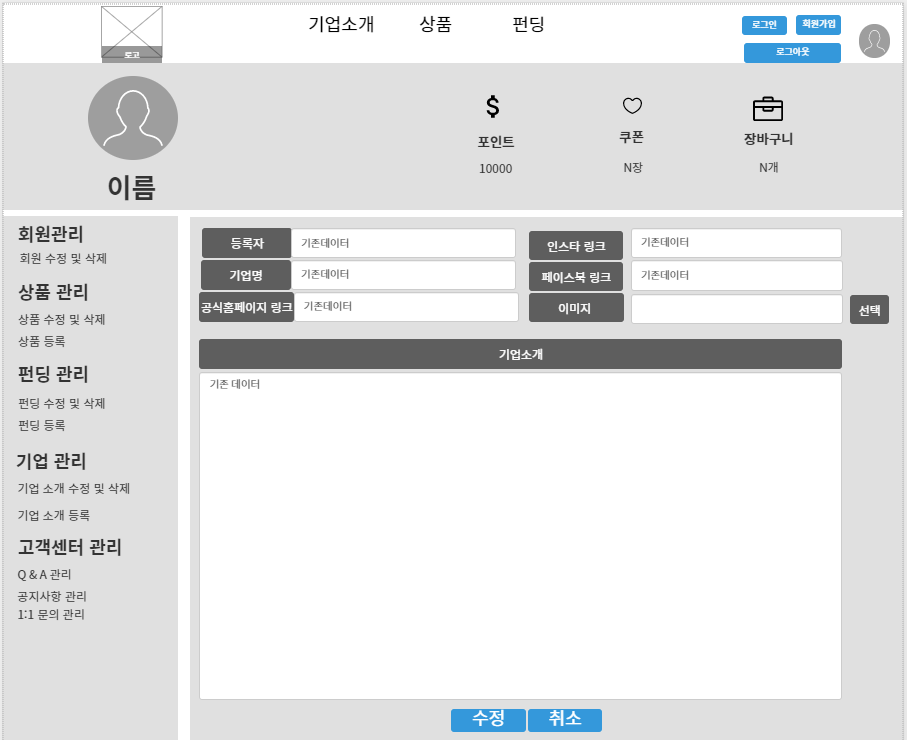 로고
기업소개 상품 펀딩
로그인 회원가입
로그아웃
이름
$
포인트 쿠폰 장바구니
10000 N장 N개
회원관리
회원 수정 및 삭제
상품 관리
상품 수정 및 삭제
상품 등록
펀딩 관리
펀딩 수정 및 삭제
펀딩 등록
기업 관리
기업 소개 수정 및 삭제
기업 소개 등록
고객센터 관리
Q & A 관리
공지사항 관리
1:1 문의 관리
등록자 기존데이터 인스타 링크 기존데이터
기업명 기존데이터 페이스북 링크 기존데이터
공식홈페이지 링크 기존데이터 이미지 선택
기업소개
기존 데이터
수정 취소